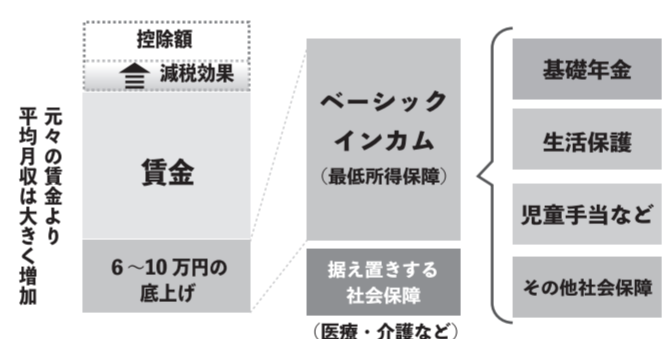 元々の賃金より
平均月収は大きく増加
控除額
減税効果
賃金
6～10万円の
底上げ
ベーシック
インカム
（最低所得保障）
据え置きする
社会保障
（医療・介護など）
基礎年金
生活保護
児童手当など
その他社会保障